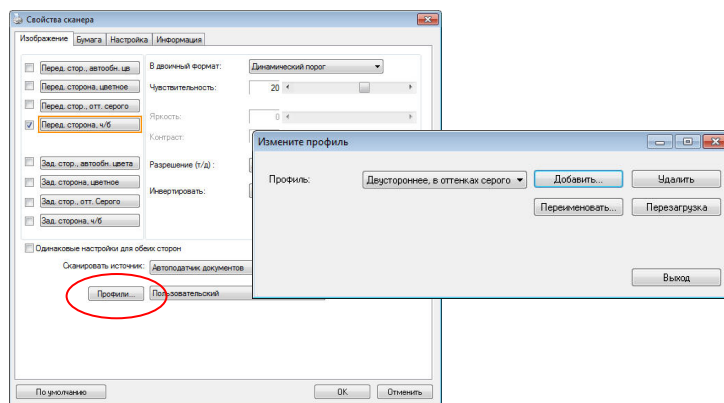 Свойства сканера
Изображение Бумага Настройка Информация
Перед. стор., автообн. цв
В двоичный формат: Динамический порог
Перед. сторона, цветное
Чувствительность: 20
Перед. стор., отт. серого
Яркость: 0
Перед. сторона, ч/б
Контраст:
Зад. стор., автообн. цвета
Разрешение (т/д) :
Зад. сторона, цветное
Инвертировать:
Зад. стор., отт. Серого
Зад. сторона, ч/б
Одинаковые настройки для обеих сторон
Сканировать источник: Автоподатчик документов
Профили... Пользовательский
По умолчанию OK Отменить
Измените профиль
Профиль: Двустороннее, в оттенках серого Добавить... Удалить
Переименовать... Перезагрузка
Выход